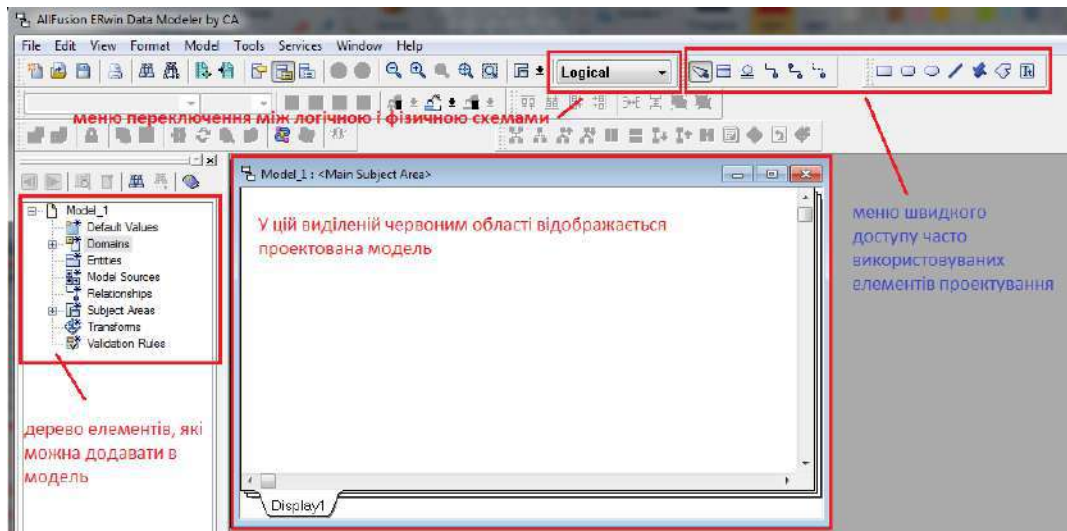 AllFusion ERwin Data Modeler by CA
File Edit View Format Model Tools Services Window Help
Logical
меню переключення між логічною і фізичною схемами
Model_1 : <Main Subject Area>
Model_1
Default Values
Domains
Entities
Model Sources
Relationships
Subject Areas
Transforms
Validation Rules
У цій виділеній червоним області відображається
проектована модель
меню швидкого
доступу часто
використовуваних
елементів проектування
дерево елементів, які
можна додавати в
модель
Display1